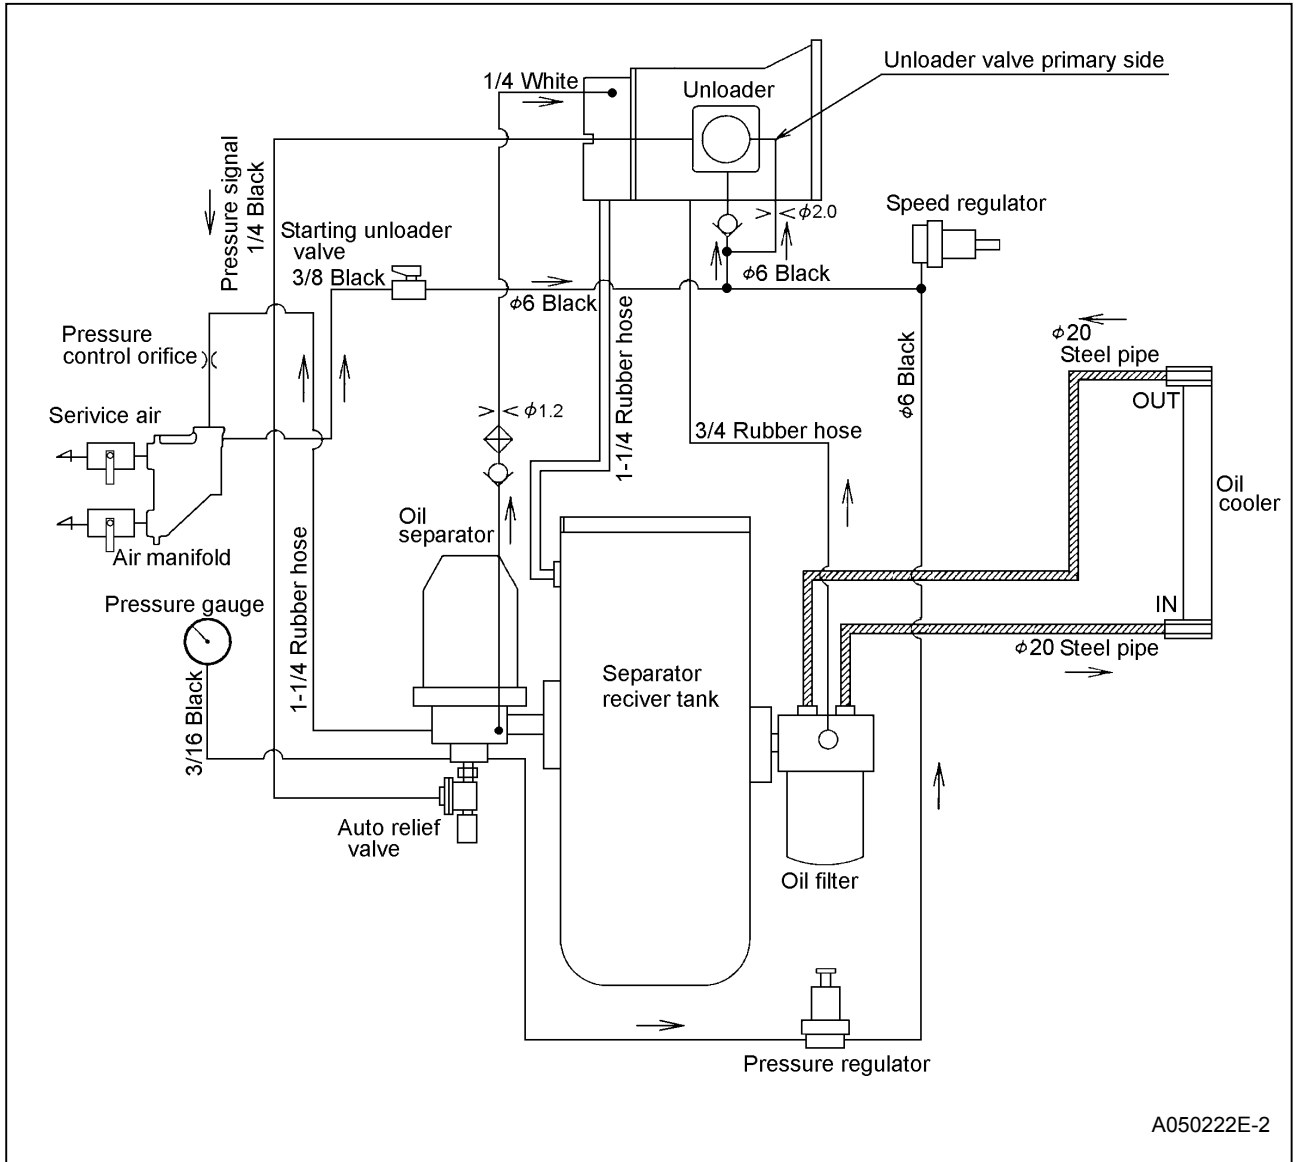 Unloader valve primary side
1/4 White
Unloader
Pressure signal
1/4 Black
ϕ2.0
Speed regulator
Starting unloader
valve
3/8 Black
ϕ6 Black
ϕ6 Black
Pressure
control orifice
1-1/4 Rubber hose
ϕ6 Black
ϕ20
Steel pipe
OUT
Serivice air
ϕ1.2
3/4 Rubber hose
Oil
cooler
Oil
separator
Air manifold
1-1/4 Rubber hose
Pressure gauge
IN
ϕ20 Steel pipe
Separator
reciver tank
3/16 Black
Auto relief
valve
Oil filter
Pressure regulator
A050222E-2